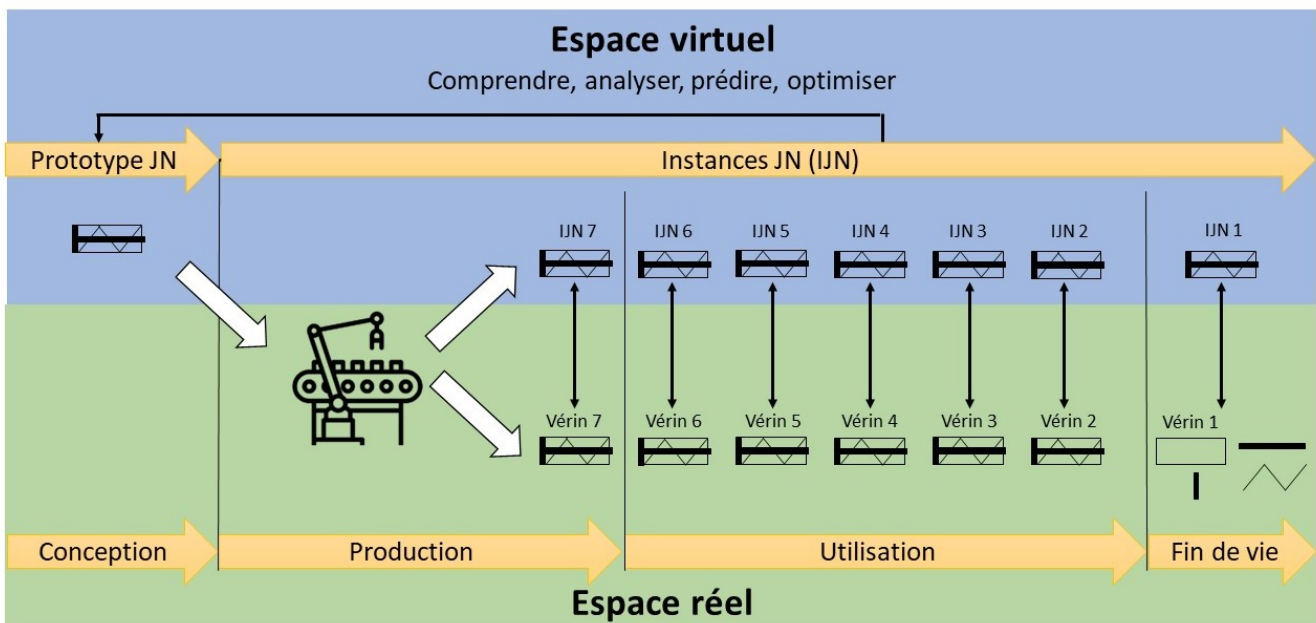 Espace virtuel
Comprendre, analyser, prédire, optimiser
Prototype JN
Instances JN (IJN)
IJN 7
IJN 6
IJN 5
IJN 4
IJN 3
IJN 2
IJN 1
Vérin 7
Vérin 6
Vérin 5
Vérin 4
Vérin 3
Vérin 2
Vérin 1
Conception
Production
Utilisation
Fin de vie
Espace réel